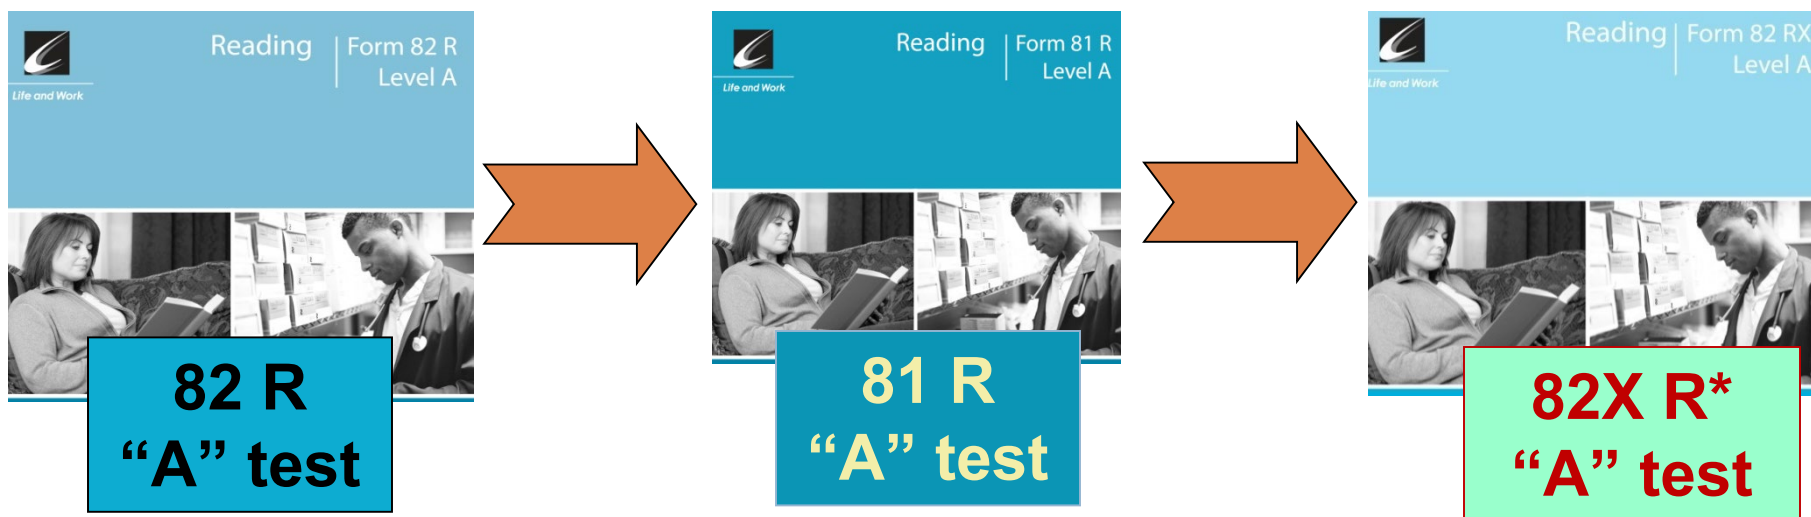 Reading
Form 82 R
Level A
Life and Work
82 R
“A” test
Reading
Form 81 R
Level A
Life and Work
81 R
“A” test
Reading
Form 82 RX
Level A
Life and Work
82X R*
“A” test